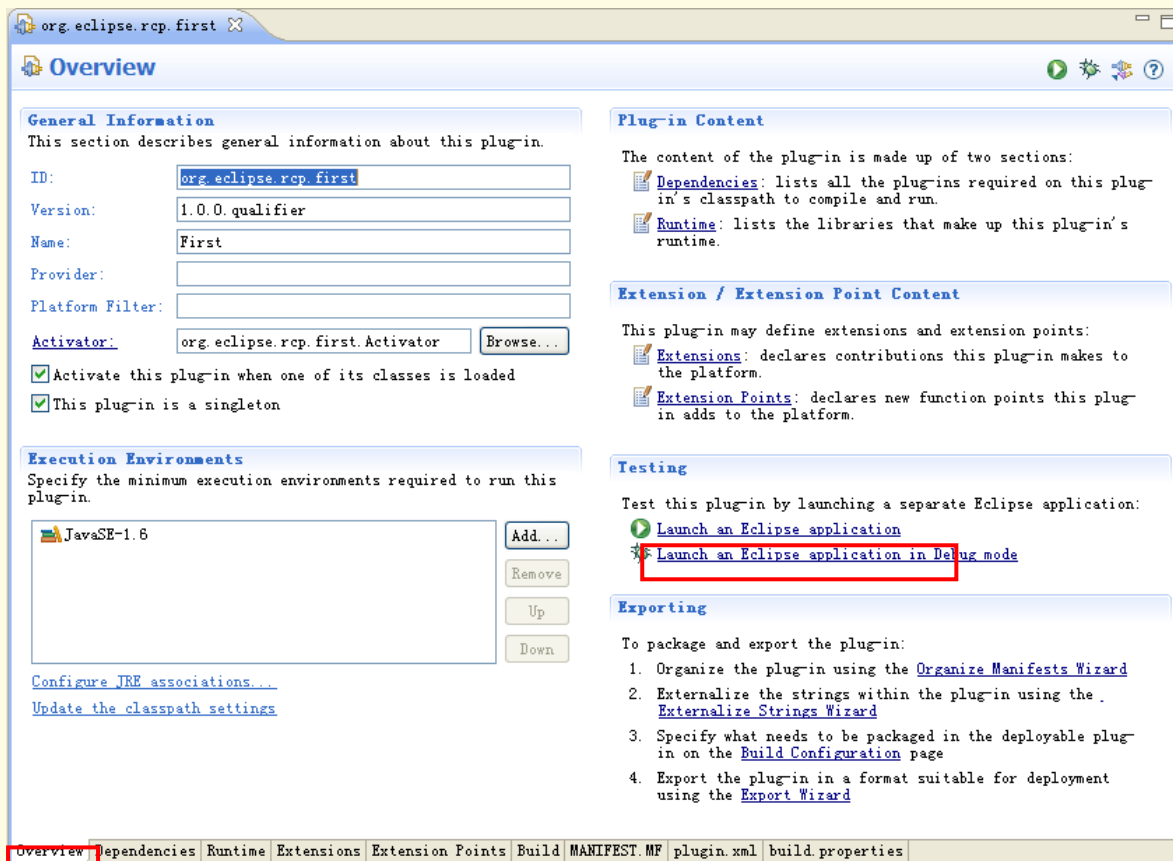 org.eclipse.rcp.first
Overview
General Information
This section describes general information about this plug-in.
ID:
org.eclipse.rcp.first
Version:
1.0.0.qualifier
Name:
First
Provider:
Platform Filter:
Activator:
org.eclipse.rcp.first.Activator
Browse...
Activate this plug-in when one of its classes is loaded
This plug-in is a singleton
Execution Environments
Specify the minimum execution environments required to run this
plug-in.
JavaSE-1.6
Add...
Remove
Up
Down
Configure JRE associations...
Update the classpath settings
Plug-in Content
The content of the plug-in is made up of two sections:
Dependencies: lists all the plug-ins required on this plug-
in's classpath to compile and run.
Runtime: lists the libraries that make up this plug-in's
runtime.
Extension / Extension Point Content
This plug-in may define extensions and extension points:
Extensions: declares contributions this plug-in makes to
the platform.
Extension Points: declares new function points this plug-
in adds to the platform.
Testing
Test this plug-in by launching a separate Eclipse application:
Launch an Eclipse application
Launch an Eclipse application in Debug mode
Exporting
To package and export the plug-in:
1. Organize the plug-in using the Organize Manifests Wizard
2. Externalize the strings within the plug-in using the
Externalize Strings Wizard
3. Specify what needs to be packaged in the deployable plug-
in on the Build Configuration page
4. Export the plug-in in a format suitable for deployment
using the Export Wizard
Overview Dependencies Runtime Extensions Extension Points Build MANIFEST.MF plugin.xml build.properties